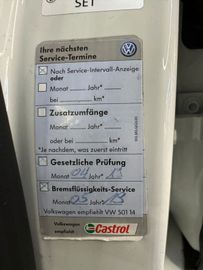 SET
Ihre nächsten
Service-Termine
Nach Service-Intervall-Anzeige
oder
Monat Jahr*
bei km*
Zusatzumfänge
Monat Jahr*
oder bei km*
*Je nachdem, was zuerst eintritt
Gesetzliche Prüfung
Monat 04 Jahr
Bremsflüssigkeits-Service
Monat 03 Jahr
Volkswagen empfiehlt VW 501 14
Volkswagen
empfiehlt Castrol